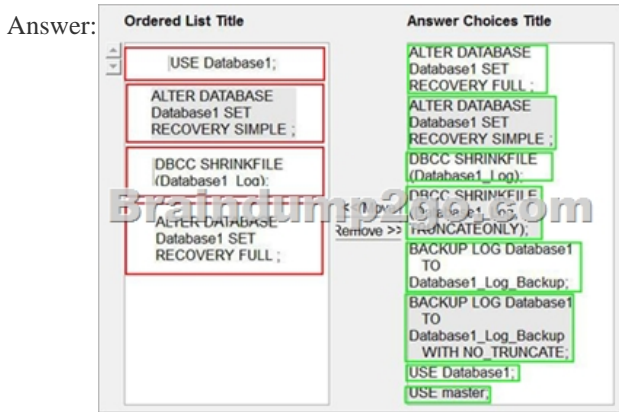 Answer:
Ordered List Title
USE Database1;
ALTER DATABASE
Database1 SET
RECOVERY SIMPLE ;
DBCC SHRINKFILE
(Database1_Log);
ALTER DATABASE
Database1 SET
RECOVERY FULL ;
Braindump2go.com
Remove >>
Answer Choices Title
ALTER DATABASE
Database1 SET
RECOVERY FULL ;
ALTER DATABASE
Database1 SET
RECOVERY SIMPLE ;
DBCC SHRINKFILE
(Database1_Log);
DBCC SHRINKFILE
(Database1_Log,
TRUNCATEONLY);
BACKUP LOG Database1
TO
Database1_Log_Backup;
BACKUP LOG Database1
TO
Database1_Log_Backup
WITH NO_TRUNCATE;
USE Database1;
USE master;